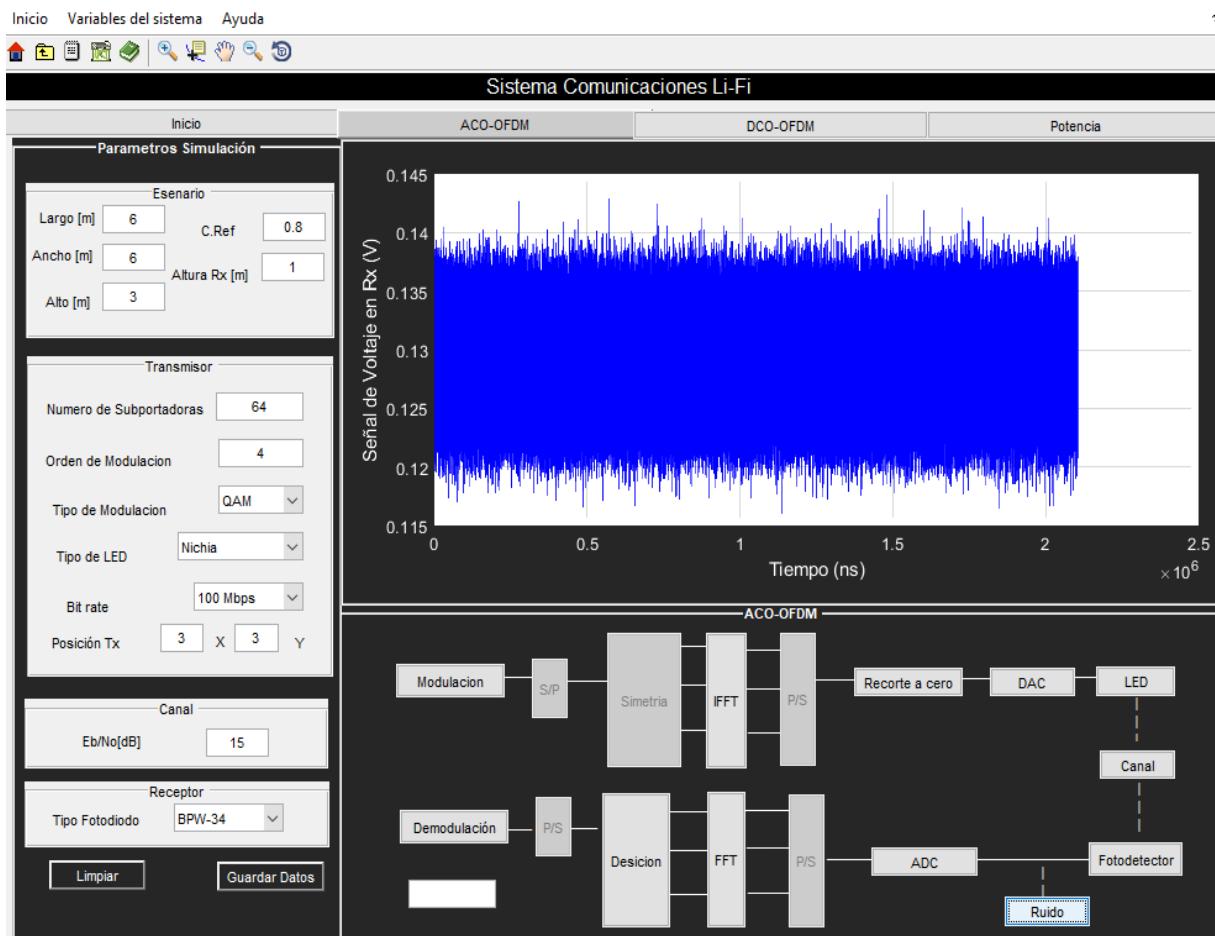 Inicio Variables del sistema Ayuda
Sistema Comunicaciones Li-Fi
Inicio ACO-OFDM DCO-OFDM Potencia
Parametros Simulación
Esenario
Largo [m] 6
C.Ref 0.8
Ancho [m] 6
Altura Rx [m] 1
Alto [m] 3
Transmisor
Numero de Subportadoras 64
Orden de Modulacion 4
Tipo de Modulacion QAM
Tipo de LED Nichia
Bit rate 100 Mbps
Posición Tx 3 X 3 Y
Canal
Eb/No[dB] 15
Receptor
Tipo Fotodiodo BPW-34
Limpiar Guardar Datos
Señal de Voltaje en Rx (V)
0.145
0.14
0.135
0.13
0.125
0.12
0.115
0 0.5 1 1.5 2 2.5
Tiempo (ns)
×10^6
ACO-OFDM
Modulacion
S/P
Simetria
IFFT
P/S
Recorte a cero
DAC
LED
Canal
Demodulación
P/S
Desicion
FFT
P/S
ADC
Fotodetector
Ruido